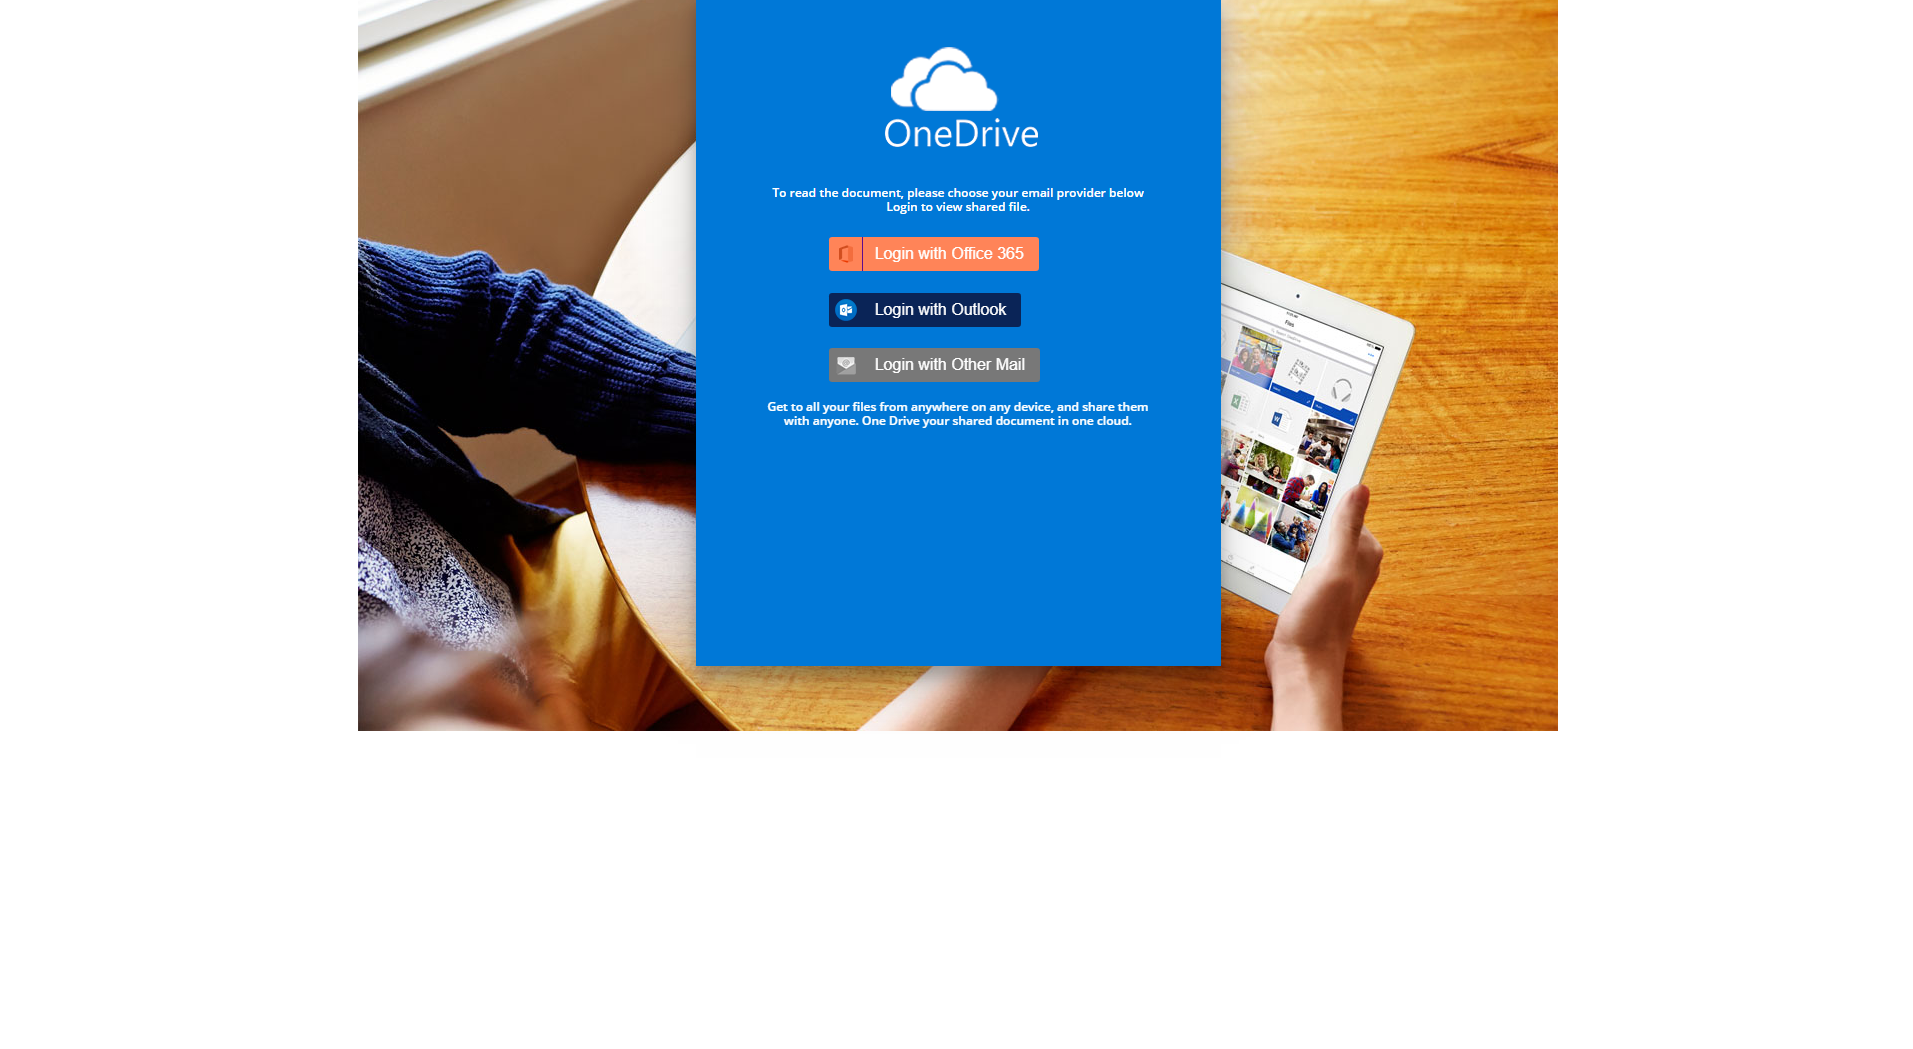 OneDrive
To read the document, please choose your email provider below
Login to view shared file.
Login with Office 365
Login with Outlook
Login with Other Mail
Get to all your files from anywhere on any device, and share them
with anyone. One Drive your shared document in one cloud.
Files